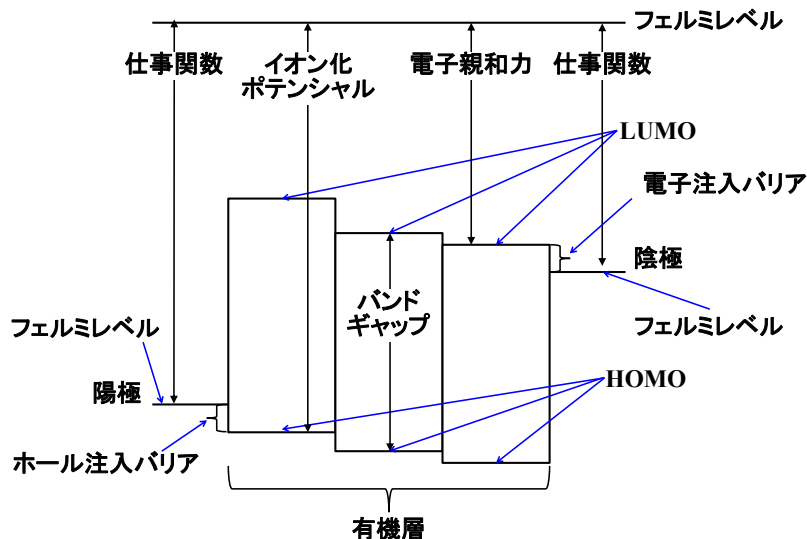 フェルミレベル
仕事関数
イオン化
ポテンシャル
電子親和力
仕事関数
LUMO
電子注入バリア
陰極
バンド
ギャップ
フェルミレベル
フェルミレベル
陽極
HOMO
ホール注入バリア
有機層